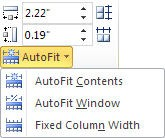 2.22"
0.19"
AutoFit
AutoFit Contents
AutoFit Window
Fixed Column Width